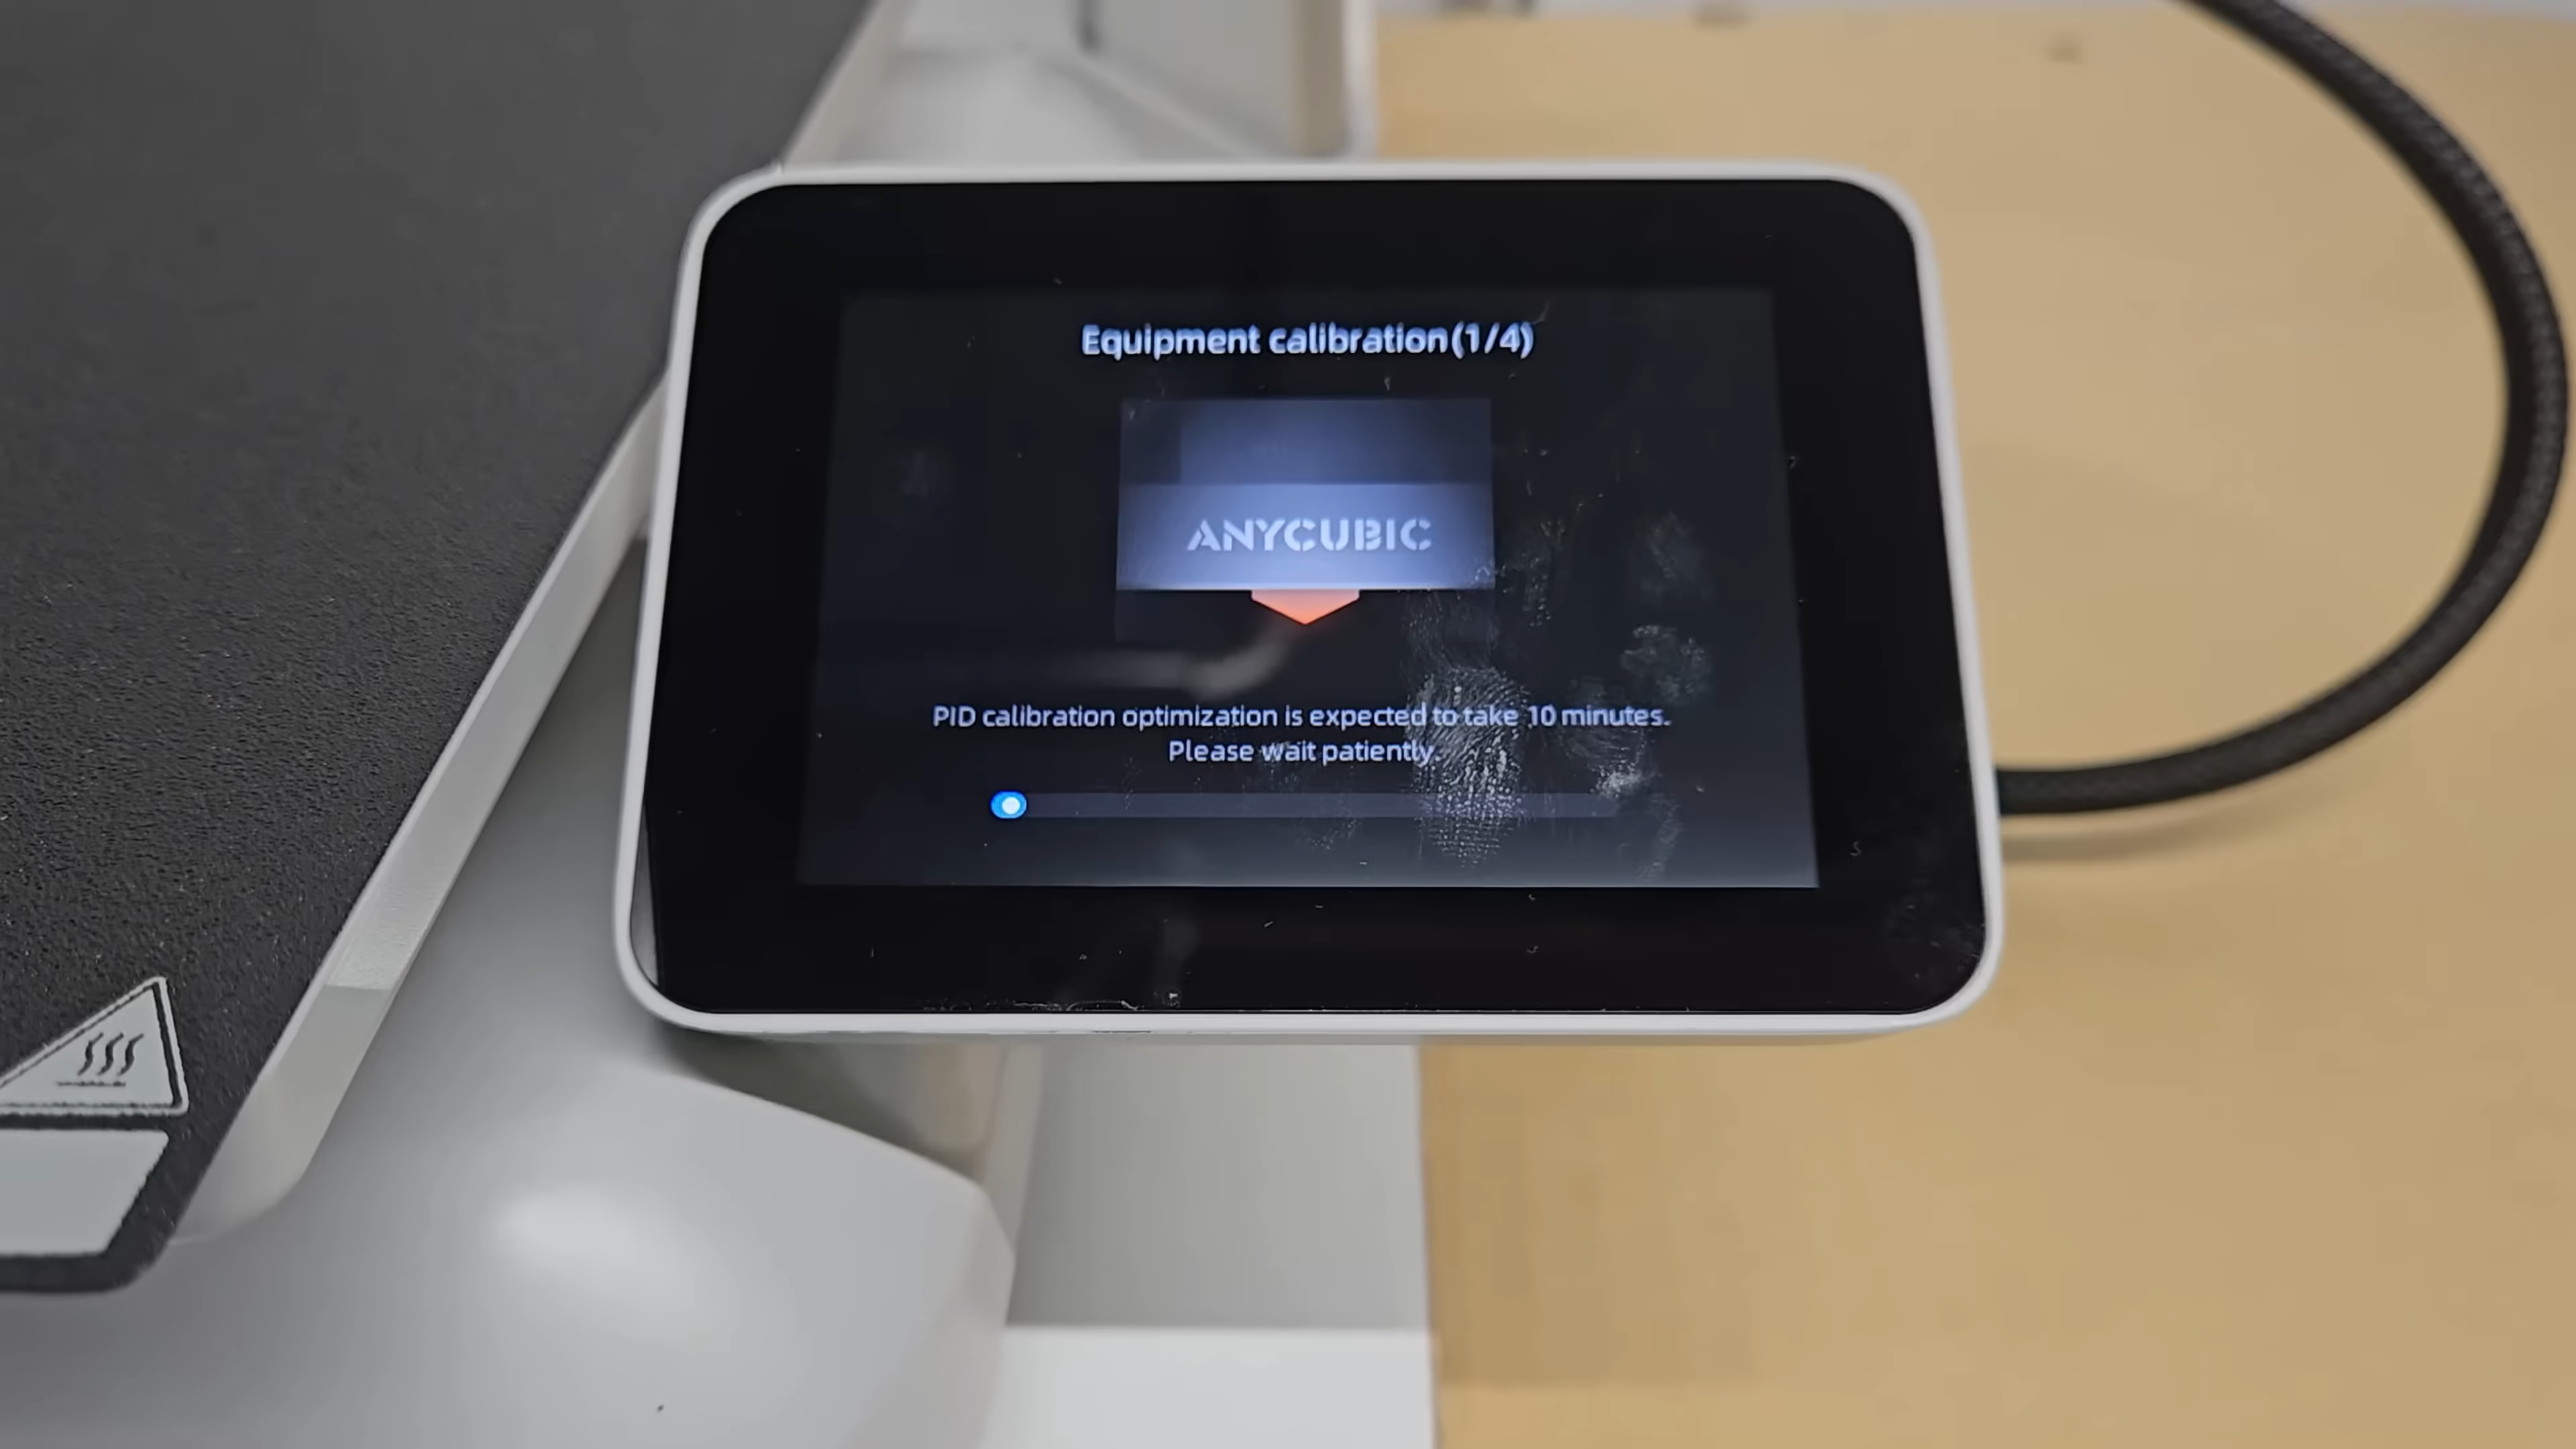 Equipment calibration(1/4)
ANYCUBIC
PID calibration optimization is expected to take 10 minutes.
Please wait patiently.